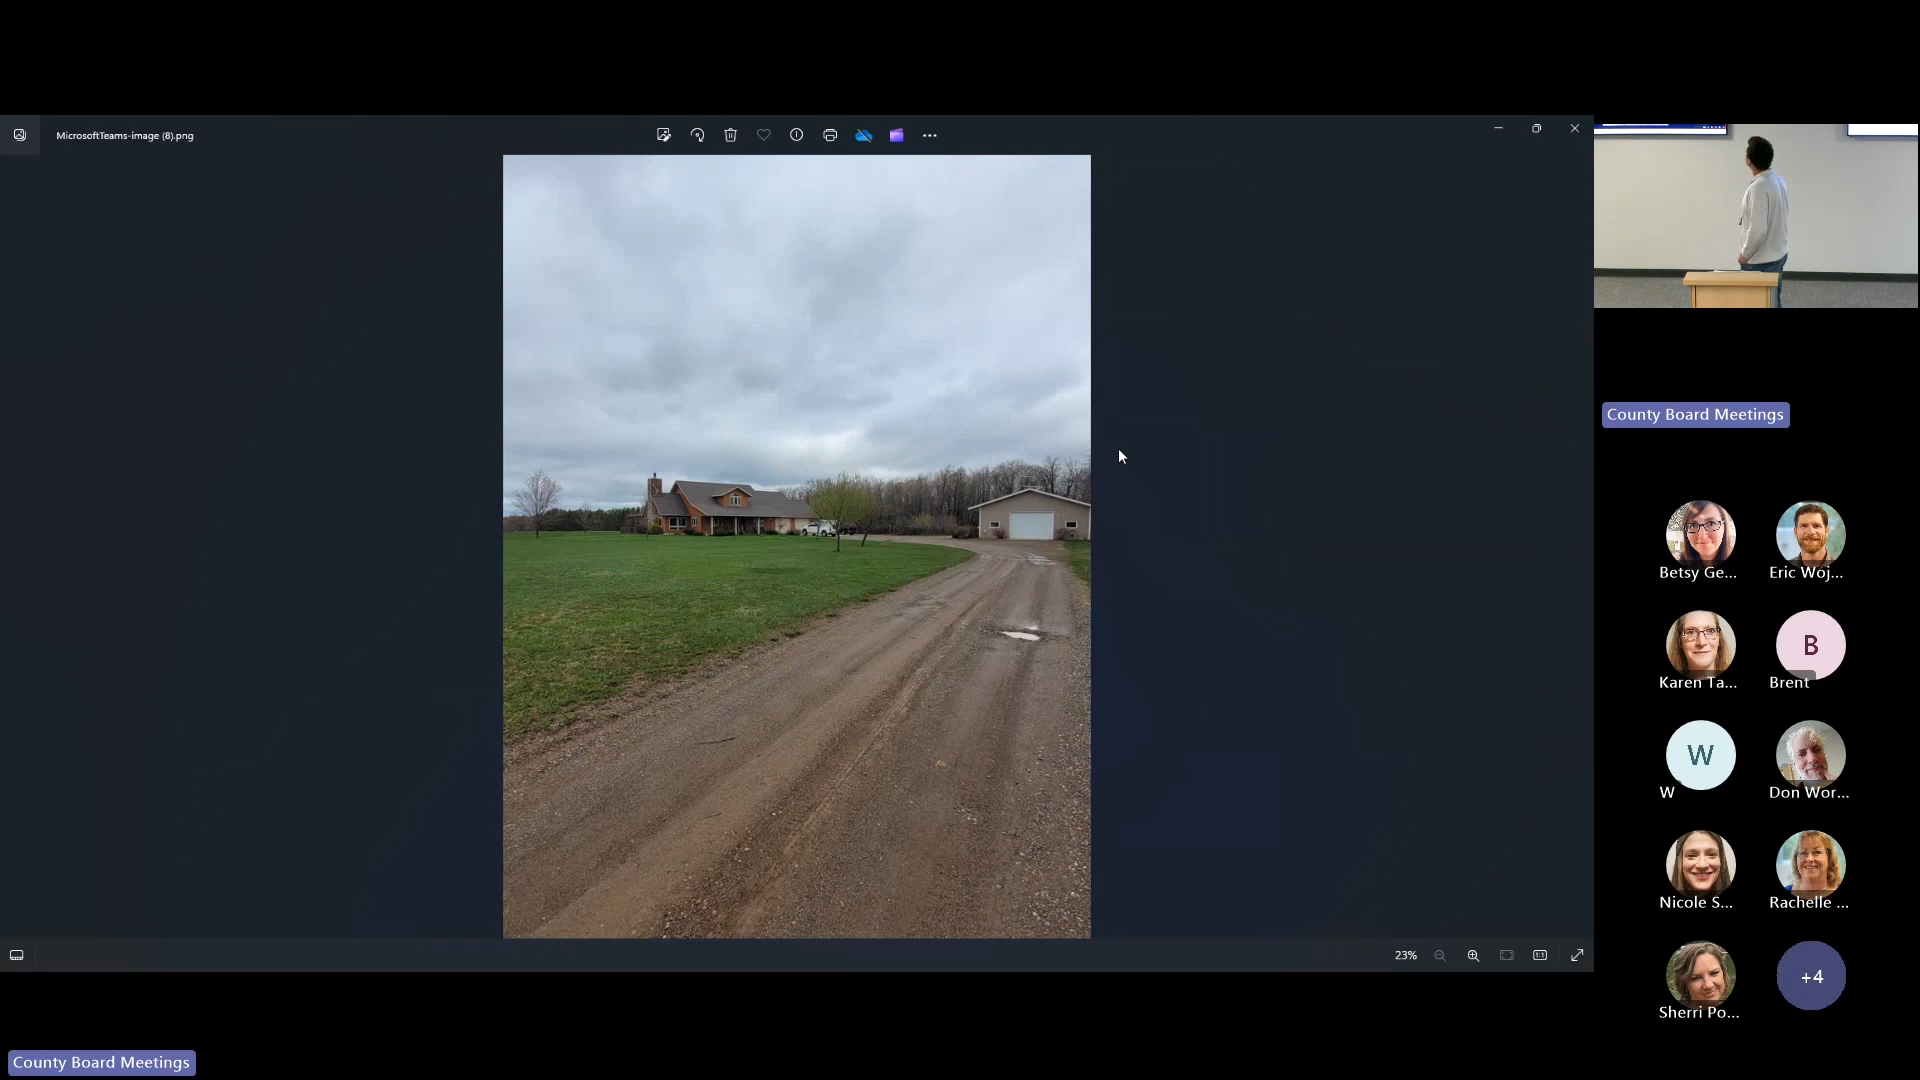 MicrosoftTeams-image (8).png
County Board Meetings
Betsy Ge...
Eric Woj...
Karen Ta...
B
Brent
W
W
Don Wor...
Nicole S...
Rachelle ...
Sherri Po...
+4
23%
County Board Meetings